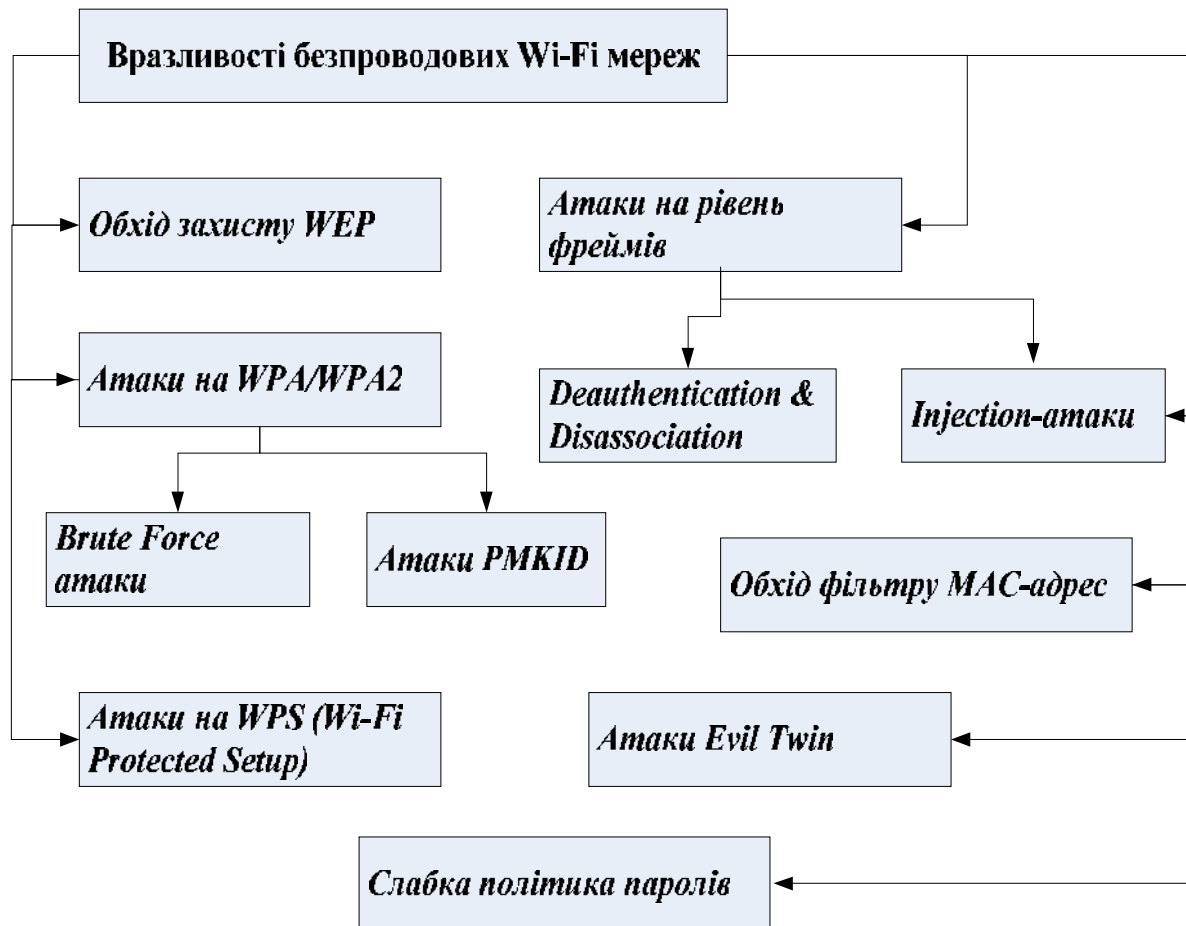 Вразливості безпроводових Wi-Fi мереж
Обхід захисту WEP
Атаки на рівень
фреймів
Атаки на WPA/WPA2
Deauthentication &
Disassociation
Injection-атаки
Brute Force
атаки
Атаки PMKID
Обхід фільтру MAC-адрес
Атаки на WPS (Wi-Fi
Protected Setup)
Атаки Evil Twin
Слабка політика паролів